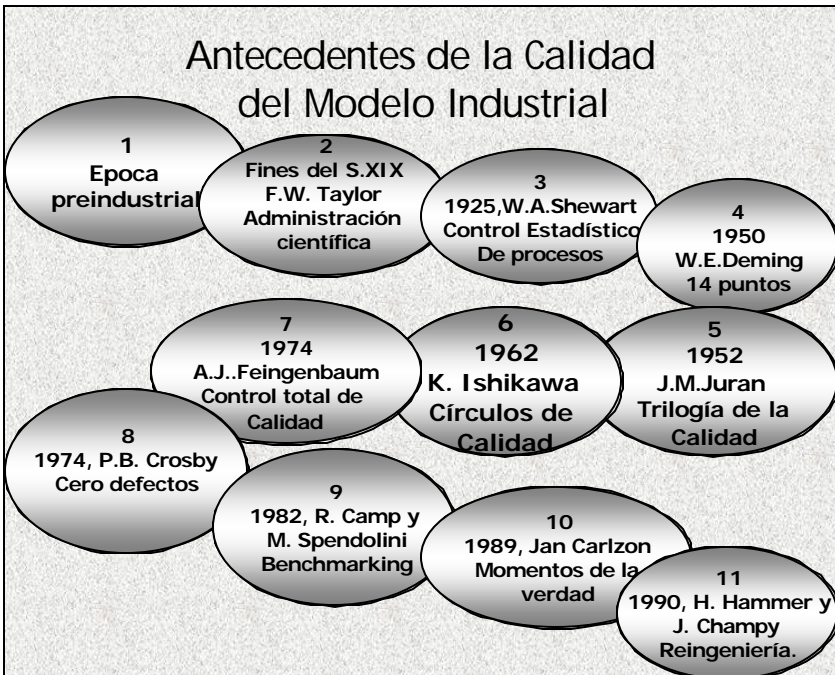 Antecedentes de la Calidad
del Modelo Industrial
1
Epoca
preindustrial
2
Fines del S.XIX
F.W. Taylor
Administración
científica
3
1925,W.A.Shewart
Control Estadístico
De procesos
4
1950
W.E.Deming
14 puntos
5
1952
J.M.Juran
Trilogía de la
Calidad
6
1962
K. Ishikawa
Círculos de
Calidad
7
1974
A.J..Feingenbaum
Control total de
Calidad
8
1974, P.B. Crosby
Cero defectos
9
1982, R. Camp y
M. Spendolini
Benchmarking
10
1989, Jan Carlzon
Momentos de la
verdad
11
1990, H. Hammer y
J. Champy
Reingeniería.